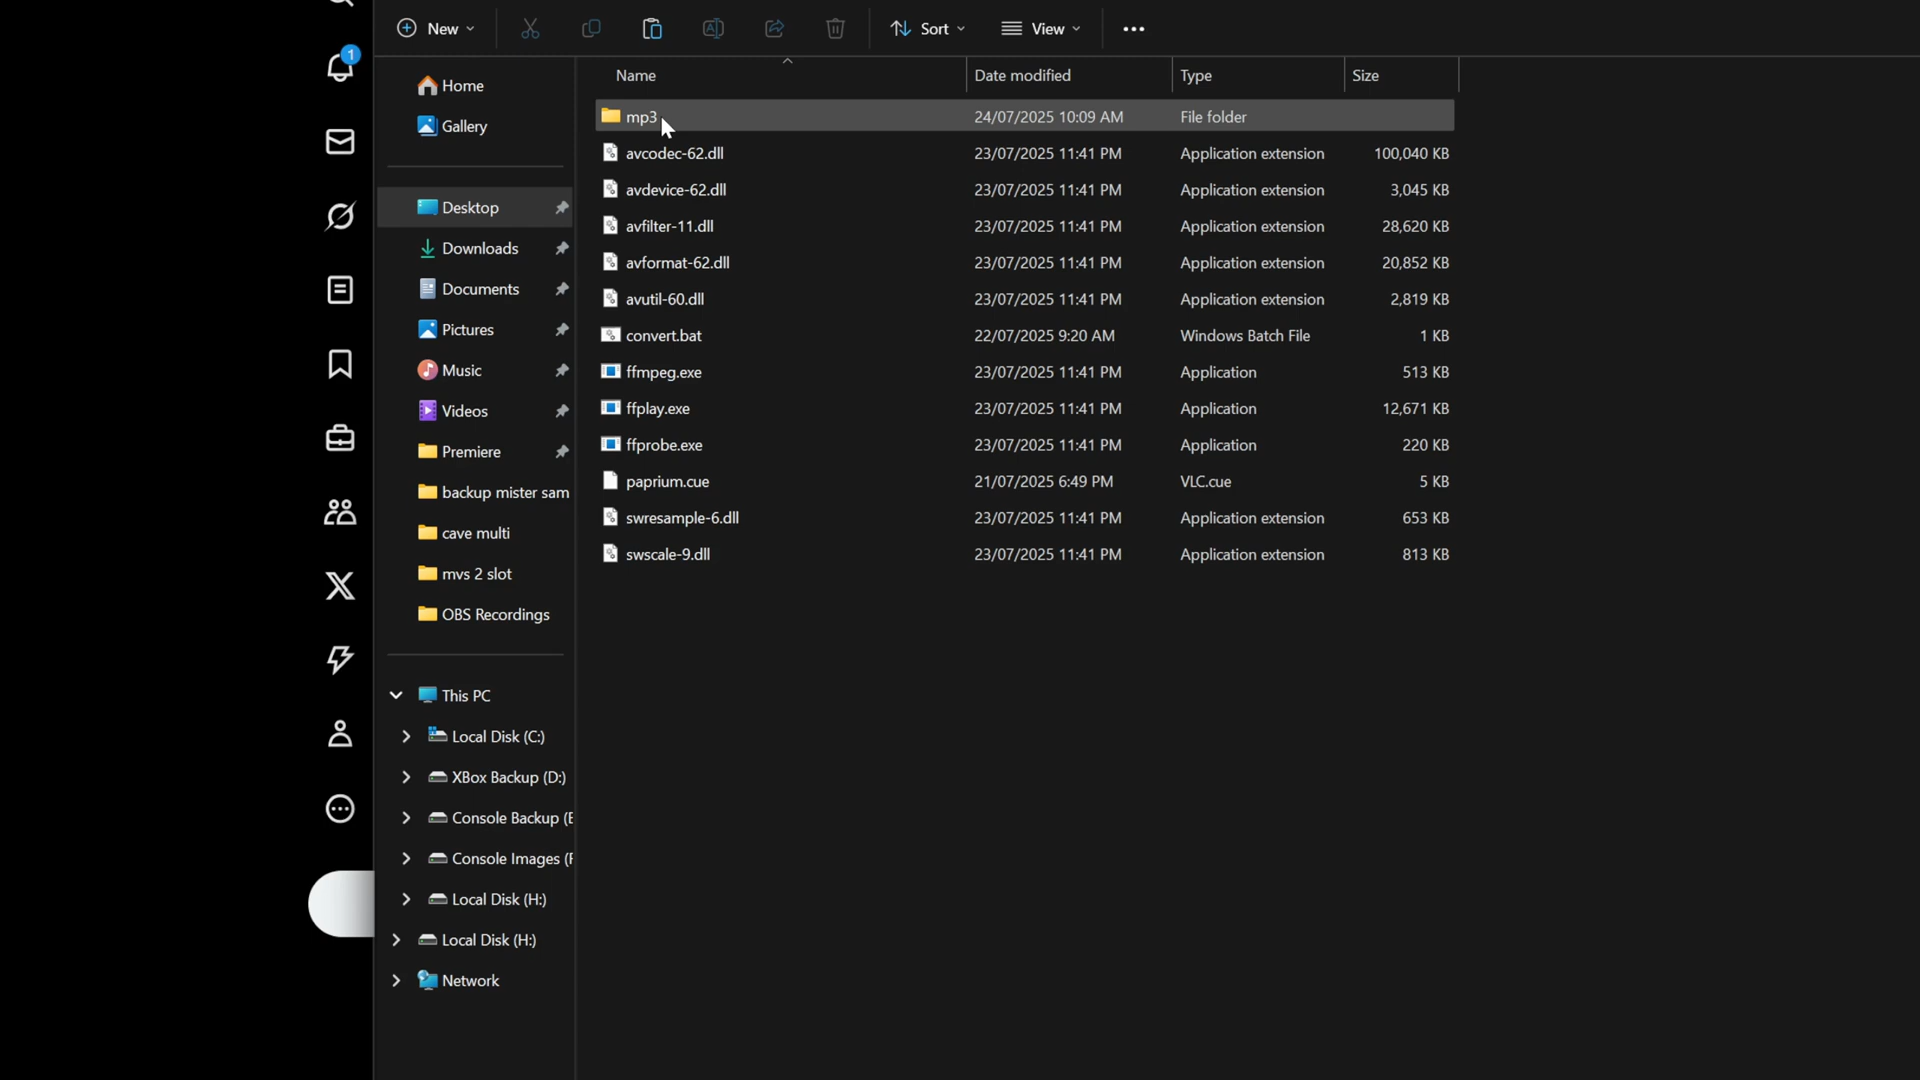 New
Sort
View
1
Name
Date modified
Type
Size
mp3
24/07/2025 10:09 AM
File folder
avcodec-62.dll
23/07/2025 11:41 PM
Application extension
100,040 KB
avdevice-62.dll
23/07/2025 11:41 PM
Application extension
3,045 KB
avfilter-11.dll
23/07/2025 11:41 PM
Application extension
28,620 KB
avformat-62.dll
23/07/2025 11:41 PM
Application extension
20,852 KB
avutil-60.dll
23/07/2025 11:41 PM
Application extension
2,819 KB
convert.bat
22/07/2025 9:20 AM
Windows Batch File
1 KB
ffmpeg.exe
23/07/2025 11:41 PM
Application
513 KB
ffplay.exe
23/07/2025 11:41 PM
Application
12,671 KB
ffprobe.exe
23/07/2025 11:41 PM
Application
220 KB
paprium.cue
21/07/2025 6:49 PM
VLC.cue
5 KB
swresample-6.dll
23/07/2025 11:41 PM
Application extension
653 KB
swscale-9.dll
23/07/2025 11:41 PM
Application extension
813 KB
Home
Gallery
Desktop
Downloads
Documents
Pictures
Music
Videos
Premiere
backup mister sam
cave multi
mvs 2 slot
OBS Recordings
This PC
Local Disk (C:)
XBox Backup (D:)
Console Backup (E
Console Images (F
Local Disk (H:)
Local Disk (H:)
Network